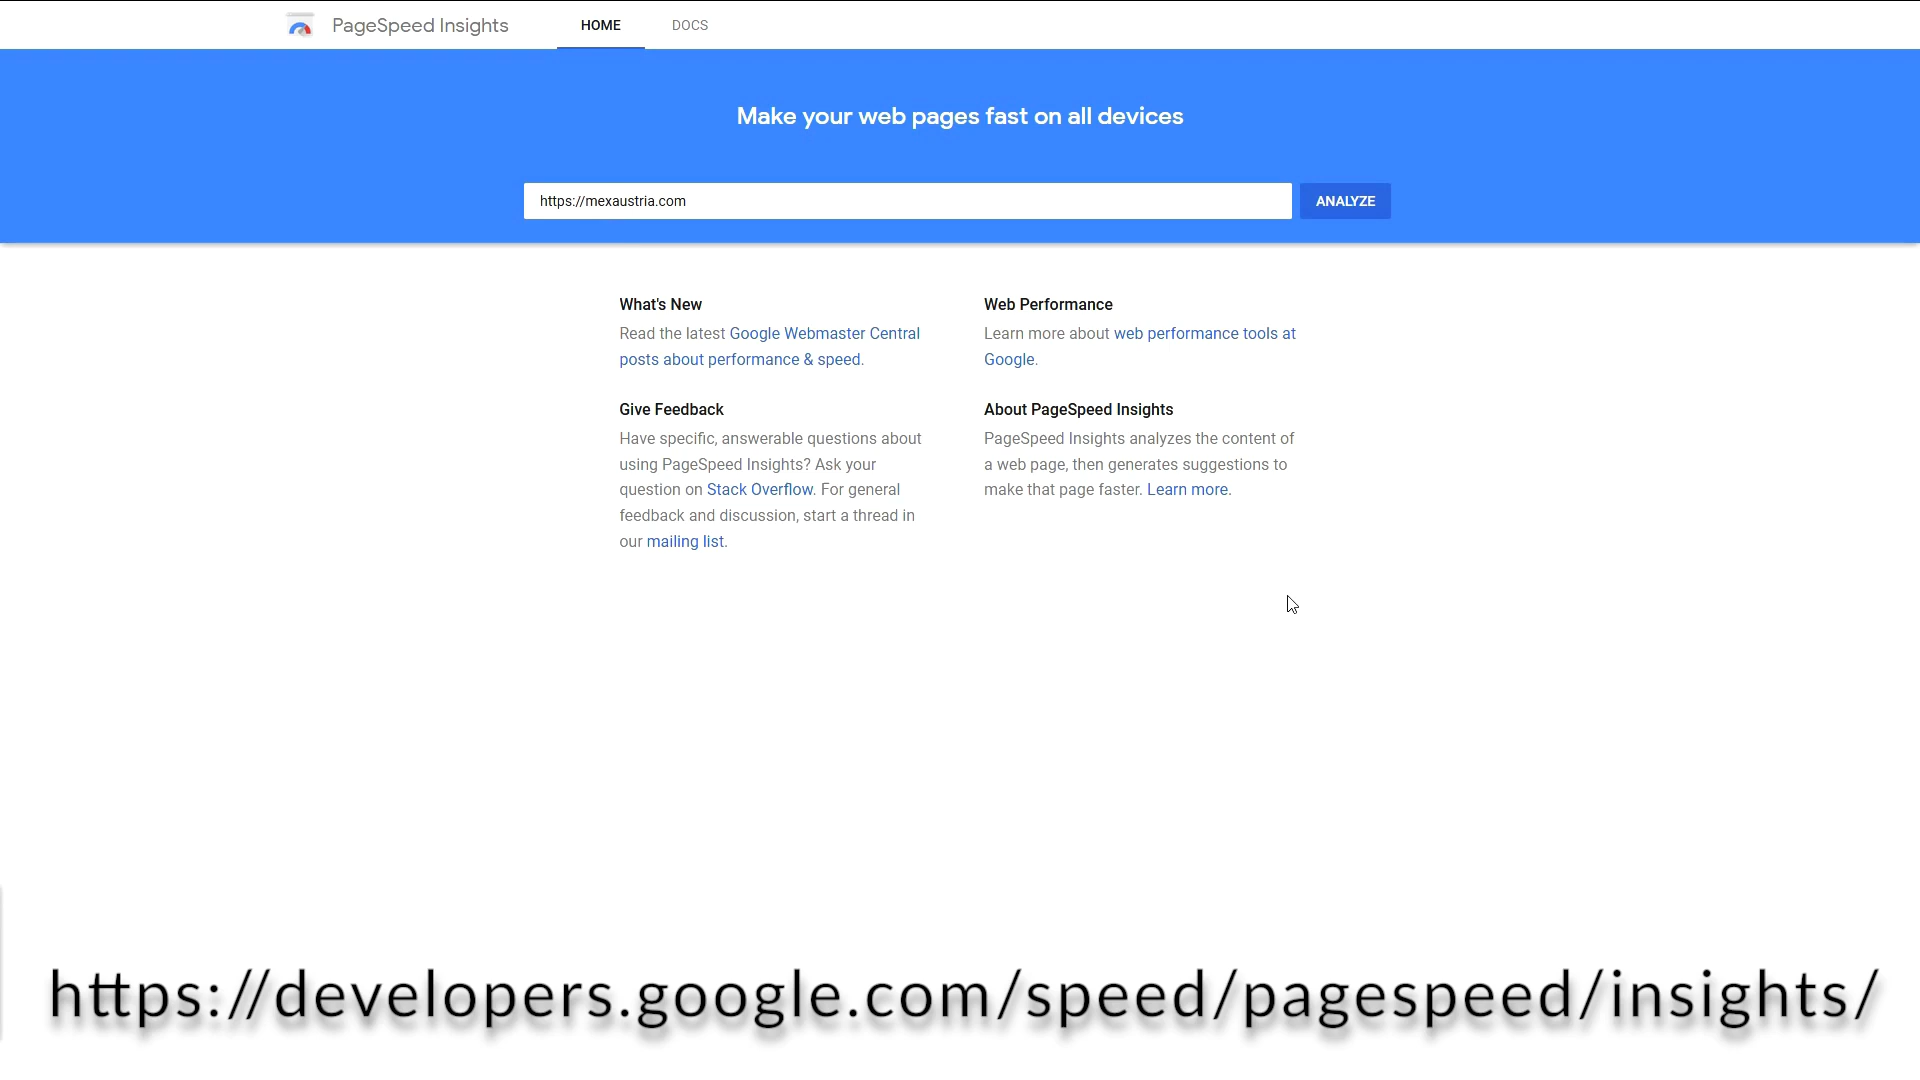 PageSpeed Insights
HOME
DOCS
Make your web pages fast on all devices
https://mexaustria.com
ANALYZE
What's New
Read the latest Google Webmaster Central
posts about performance & speed.
Give Feedback
Have specific, answerable questions about
using PageSpeed Insights? Ask your
question on Stack Overflow. For general
feedback and discussion, start a thread in
our mailing list.
Web Performance
Learn more about web performance tools at
Google.
About PageSpeed Insights
PageSpeed Insights analyzes the content of
a web page, then generates suggestions to
make that page faster. Learn more.
https://developers.google.com/speed/pagespeed/insights/